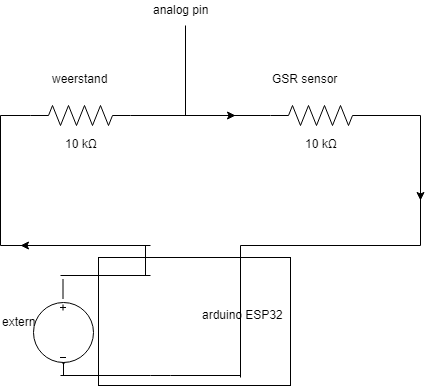 analog pin
weerstand
GSR sensor
10 kΩ
10 kΩ
+
extern
arduino ESP32
−